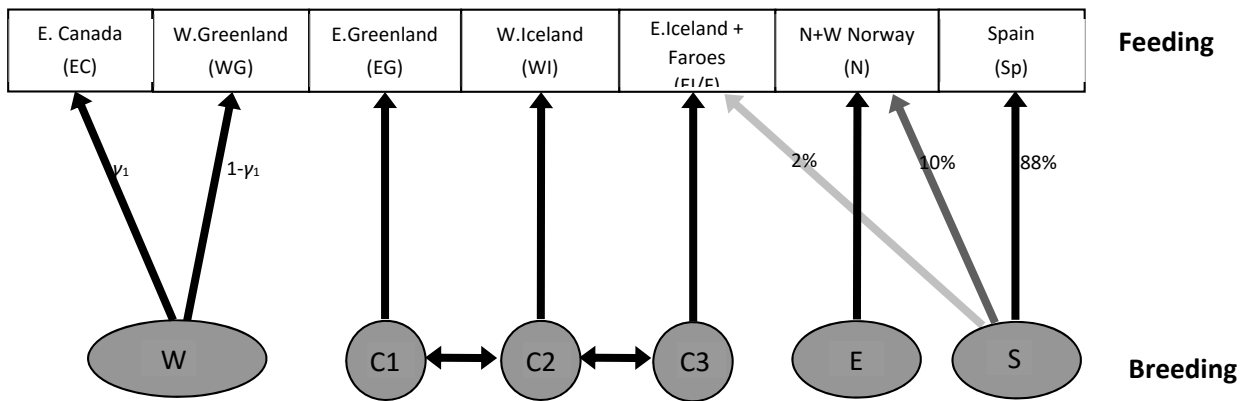 E. Canada
(EC)
W.Greenland
(WG)
E.Greenland
(EG)
W.Iceland
(WI)
E.Iceland +
Faroes
(EI/F)
N+W Norway
(N)
Spain
(Sp)
Feeding
γ₁
1-γ₁
2%
10%
88%
W
C1
C2
C3
E
S
Breeding